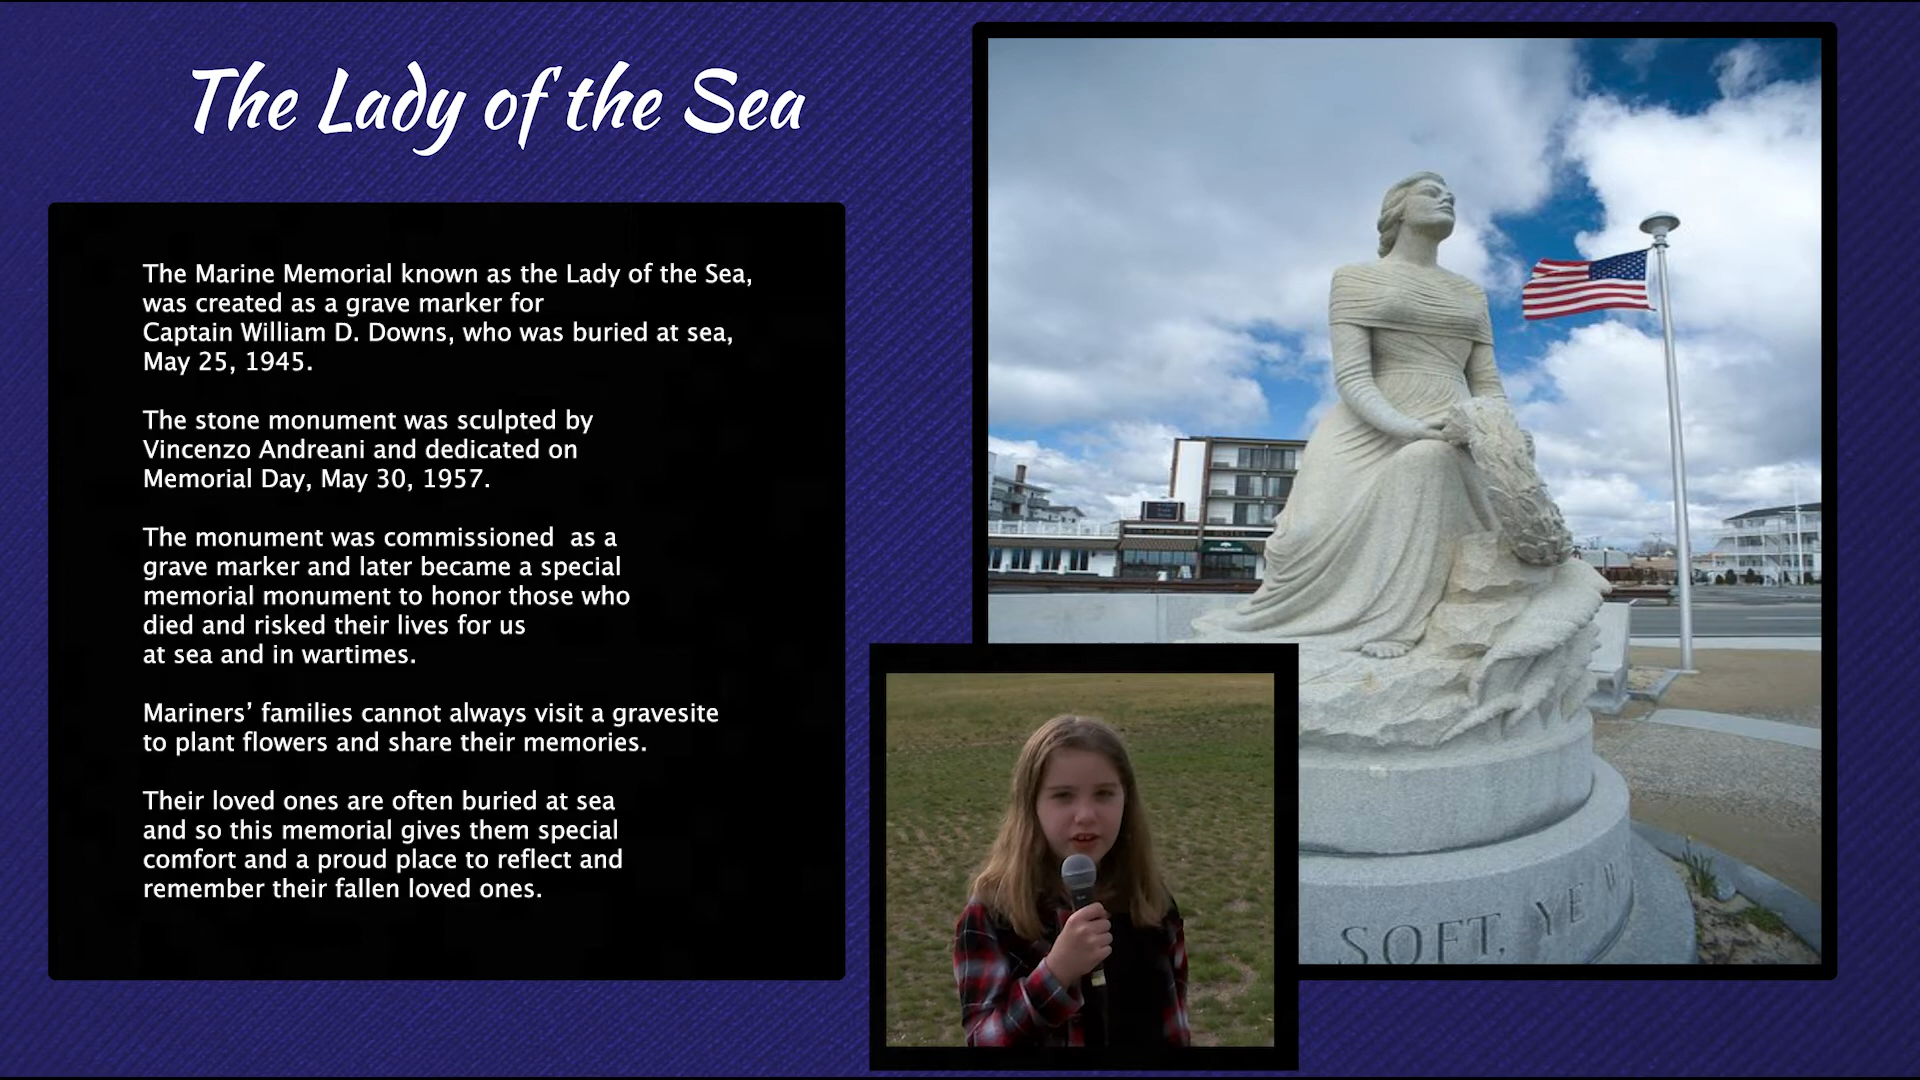 The Lady of the Sea
The Marine Memorial known as the Lady of the Sea,
was created as a grave marker for
Captain William D. Downs, who was buried at sea,
May 25, 1945.
The stone monument was sculpted by
Vincenzo Andreani and dedicated on
Memorial Day, May 30, 1957.
The monument was commissioned  as a
grave marker and later became a special
memorial monument to honor those who
died and risked their lives for us
at sea and in wartimes.
Mariners’ families cannot always visit a gravesite
to plant flowers and share their memories.
Their loved ones are often buried at sea
and so this memorial gives them special
comfort and a proud place to reflect and
remember their fallen loved ones.
SOFT, YE W